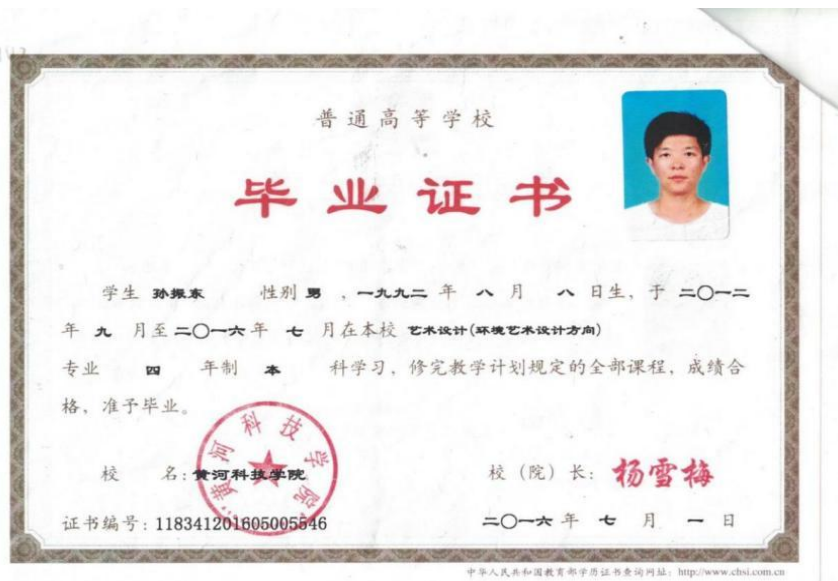 普通高等学校
毕业证书
学生 孙振东 性别 男 ，一九九二 年 八 月 八 日生，于 二〇一二
年 九 月至 二〇一六 年 七 月在本校 艺术设计(环境艺术设计方向)
专业 四 年制 本 科学习，修完教学计划规定的全部课程，成绩合
格，准予毕业。
黄河科技学院
校 名：黄河科技学院 校（院）长：杨雪梅
证书编号：118341201605005546 二〇一六 年 七 月 一 日
中华人民共和国教育部学历证书查询网址：http://www.chsi.com.cn